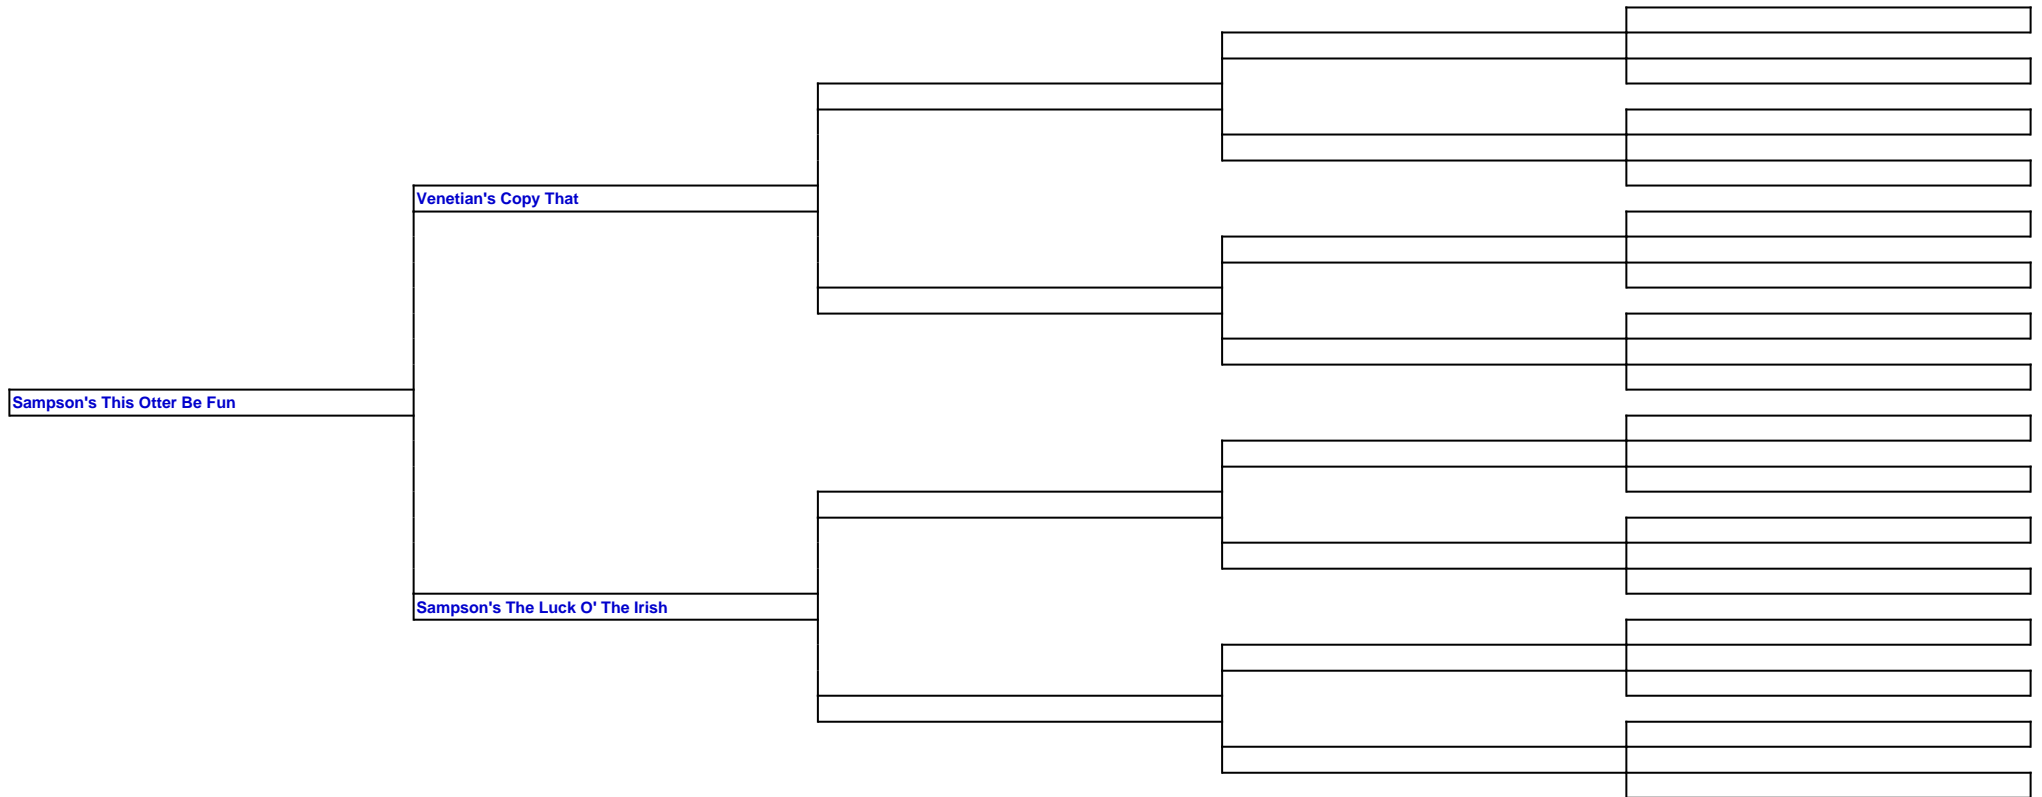 Venetian's Copy That
Sampson's This Otter Be Fun
Sampson's The Luck O' The Irish